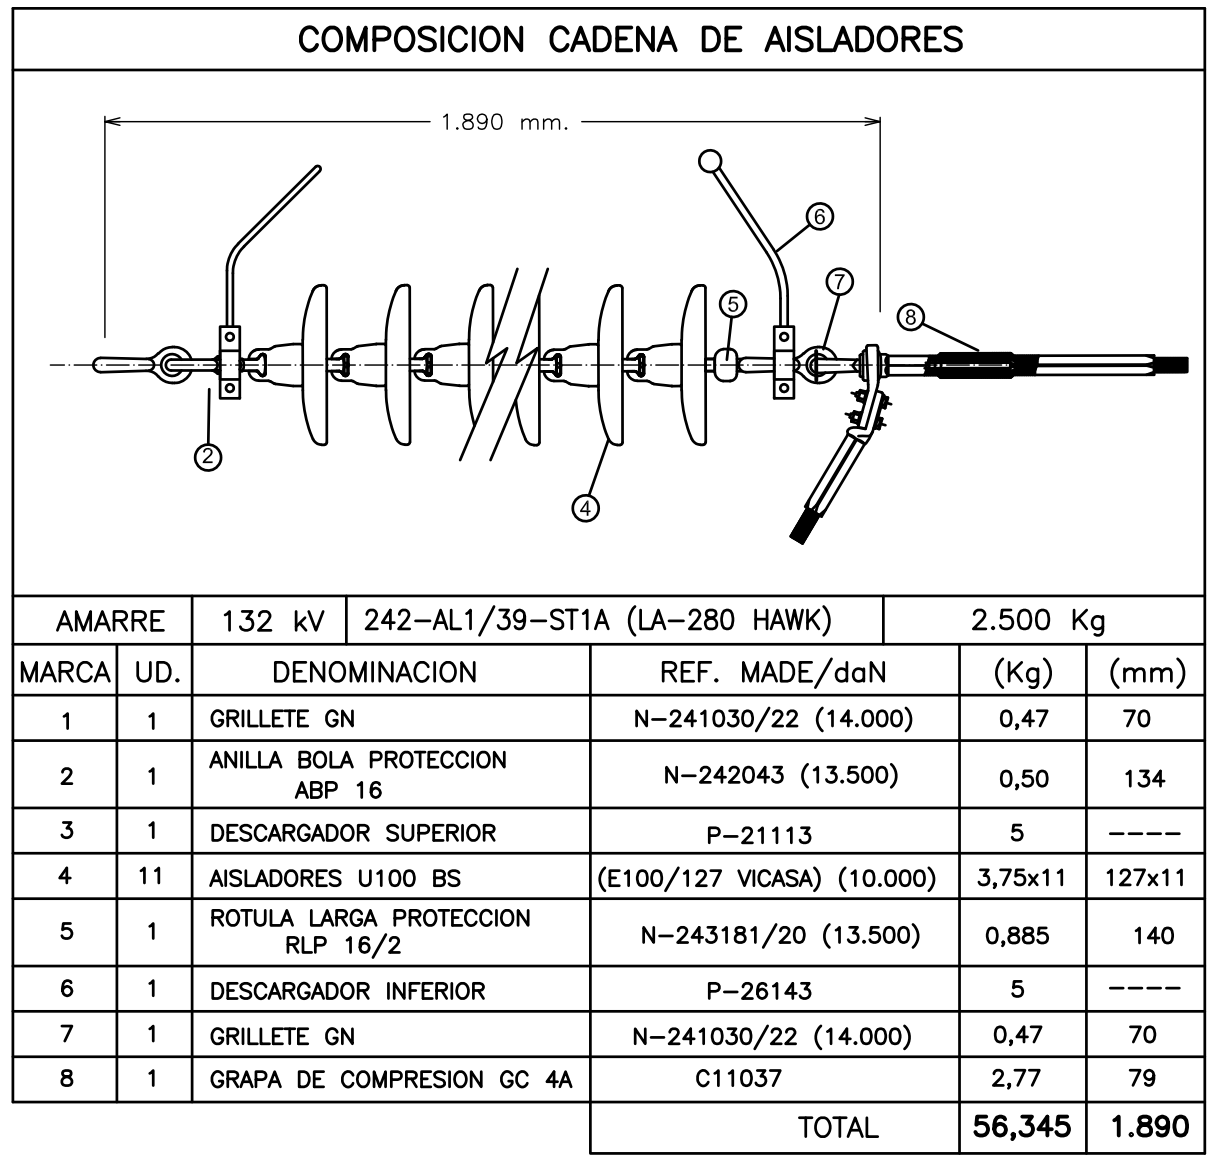 COMPOSICION CADENA DE AISLADORES
1.890 mm.
6
7
5
8
2
4
AMARRE 132 kV 242-AL1/39-ST1A (LA-280 HAWK) 2.500 Kg
MARCA UD. DENOMINACION REF. MADE/daN (Kg) (mm)
1 1 GRILLETE GN N-241030/22 (14.000) 0,47 70
2 1 ANILLA BOLA PROTECCION
ABP 16 N-242043 (13.500) 0,50 134
3 1 DESCARGADOR SUPERIOR P-21113 5 ----
4 11 AISLADORES U100 BS (E100/127 VICASA) (10.000) 3,75x11 127x11
5 1 ROTULA LARGA PROTECCION
RLP 16/2 N-243181/20 (13.500) 0,885 140
6 1 DESCARGADOR INFERIOR P-26143 5 ----
7 1 GRILLETE GN N-241030/22 (14.000) 0,47 70
8 1 GRAPA DE COMPRESION GC 4A C11037 2,77 79
TOTAL 56,345 1.890